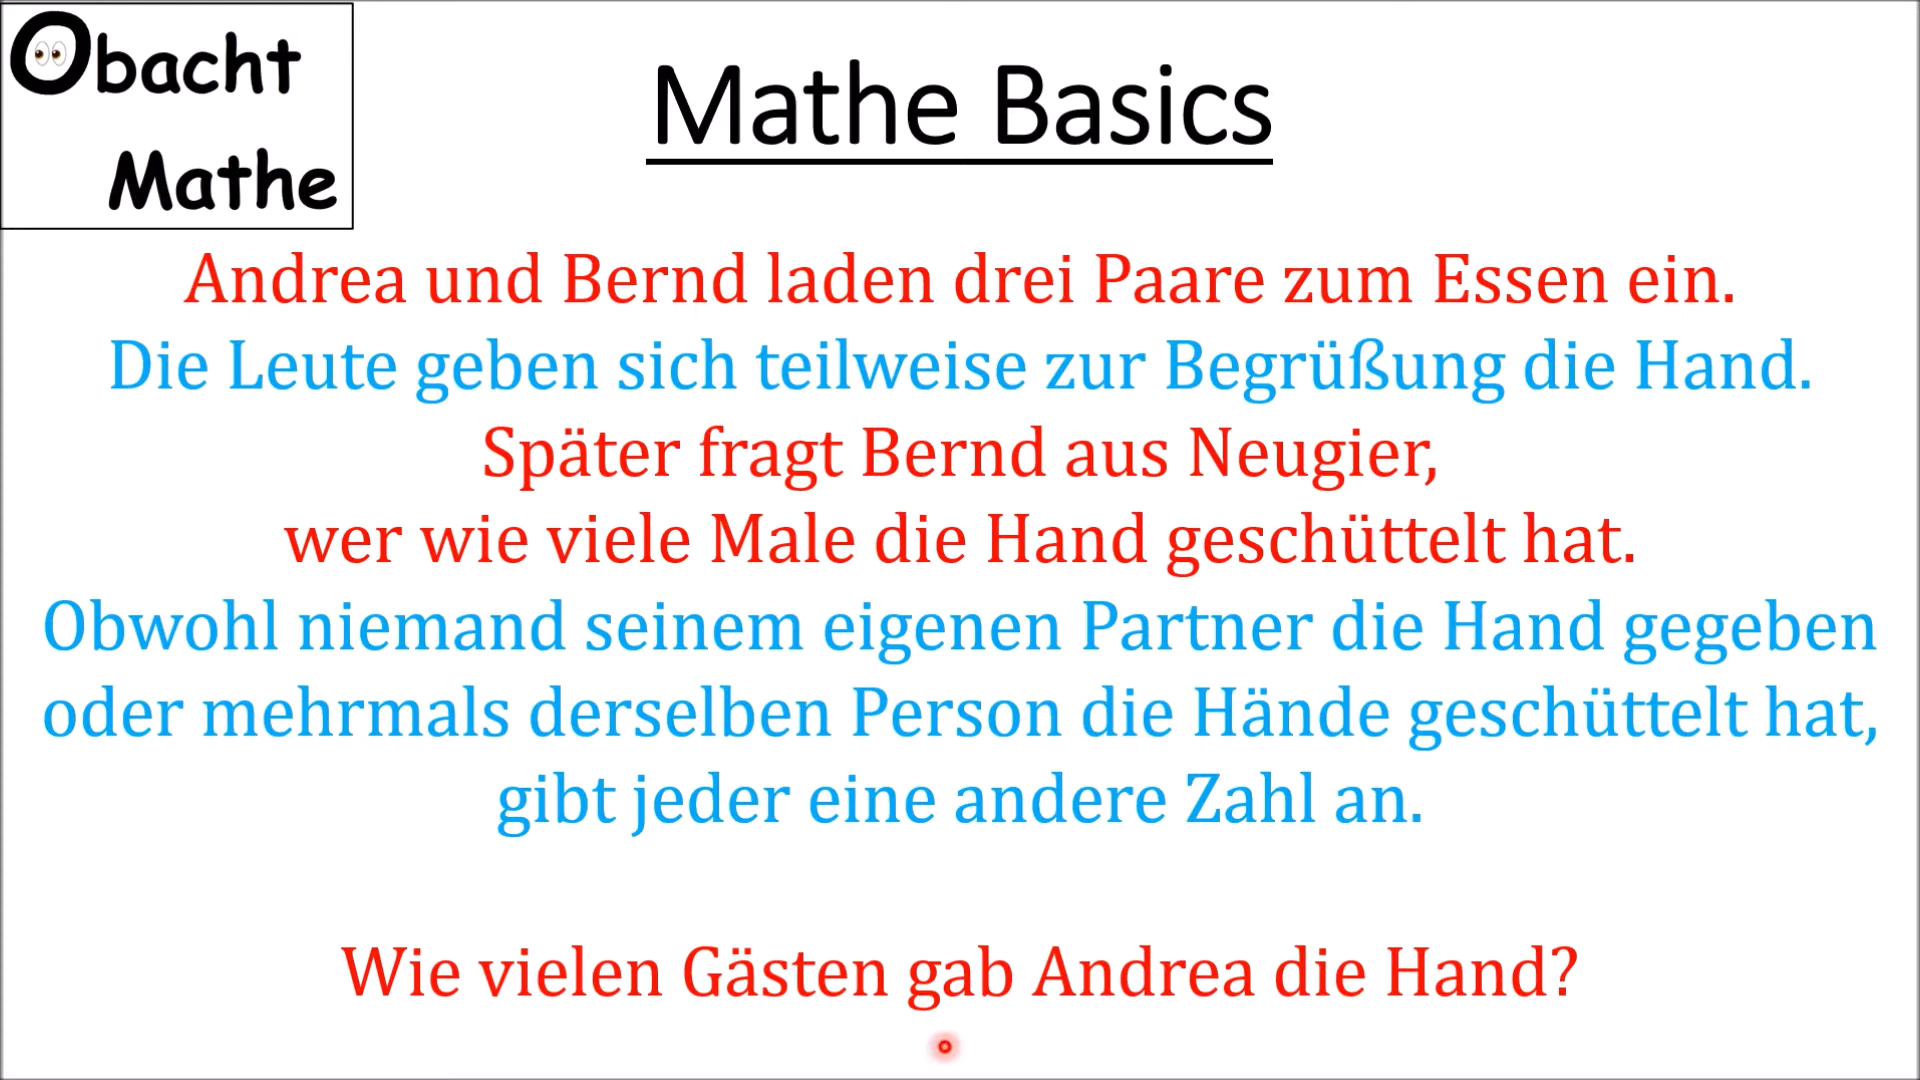 Obacht
Mathe
Mathe Basics
Andrea und Bernd laden drei Paare zum Essen ein.
Die Leute geben sich teilweise zur Begrüßung die Hand.
Später fragt Bernd aus Neugier,
wer wie viele Male die Hand geschüttelt hat.
Obwohl niemand seinem eigenen Partner die Hand gegeben
oder mehrmals derselben Person die Hände geschüttelt hat,
gibt jeder eine andere Zahl an.
Wie vielen Gästen gab Andrea die Hand?